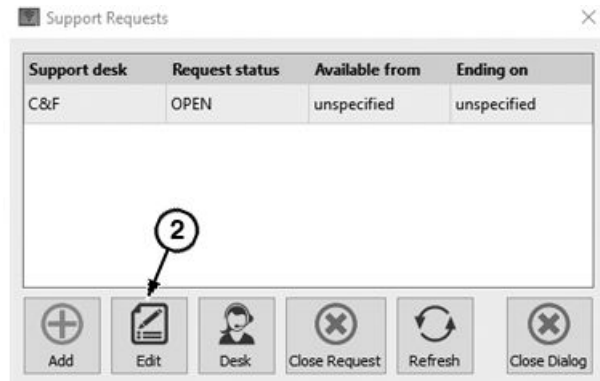 Support Requests
Support desk Request status Available from Ending on
C&F OPEN unspecified unspecified
2
Add Edit Desk Close Request Refresh Close Dialog